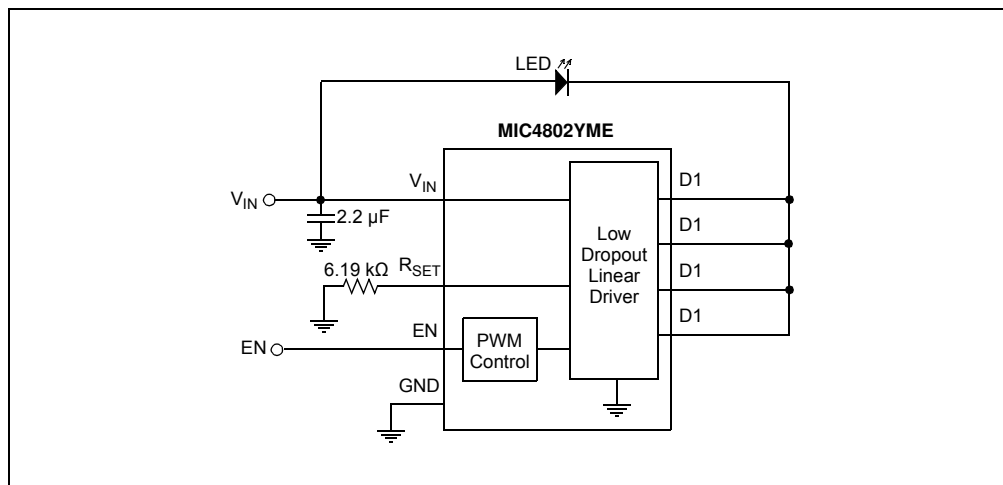 LED
MIC4802YME
V_IN
V_IN
D1
2.2 µF
D1
Low
Dropout
Linear
Driver
6.19 kΩ
R_SET
D1
EN
EN
PWM
Control
D1
GND